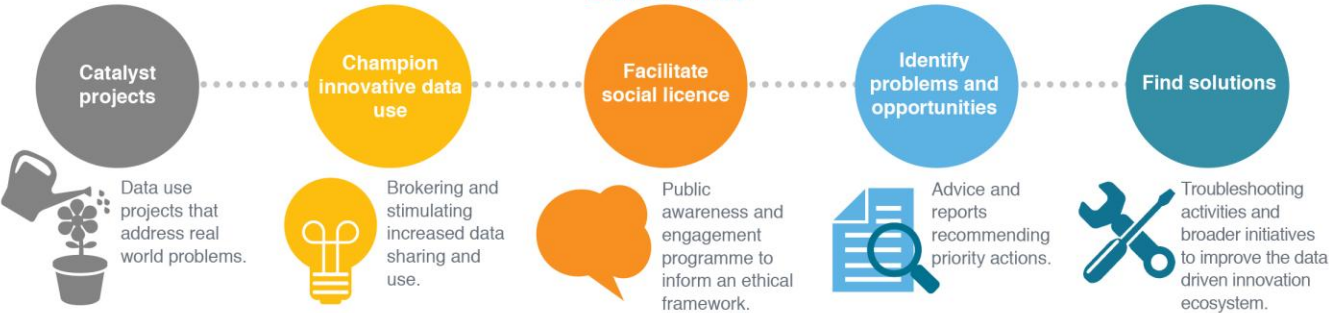 Catalyst
projects
Champion
innovative data
use
Facilitate
social licence
Identify
problems and
opportunities
Find solutions
Data use
projects that
address real
world problems.
Brokering and
stimulating
increased data
sharing and
use.
Public
awareness and
engagement
programme to
inform an ethical
framework.
Advice and
reports
recommending
priority actions.
Troubleshooting
activities and
broader initiatives
to improve the data
driven innovation
ecosystem.